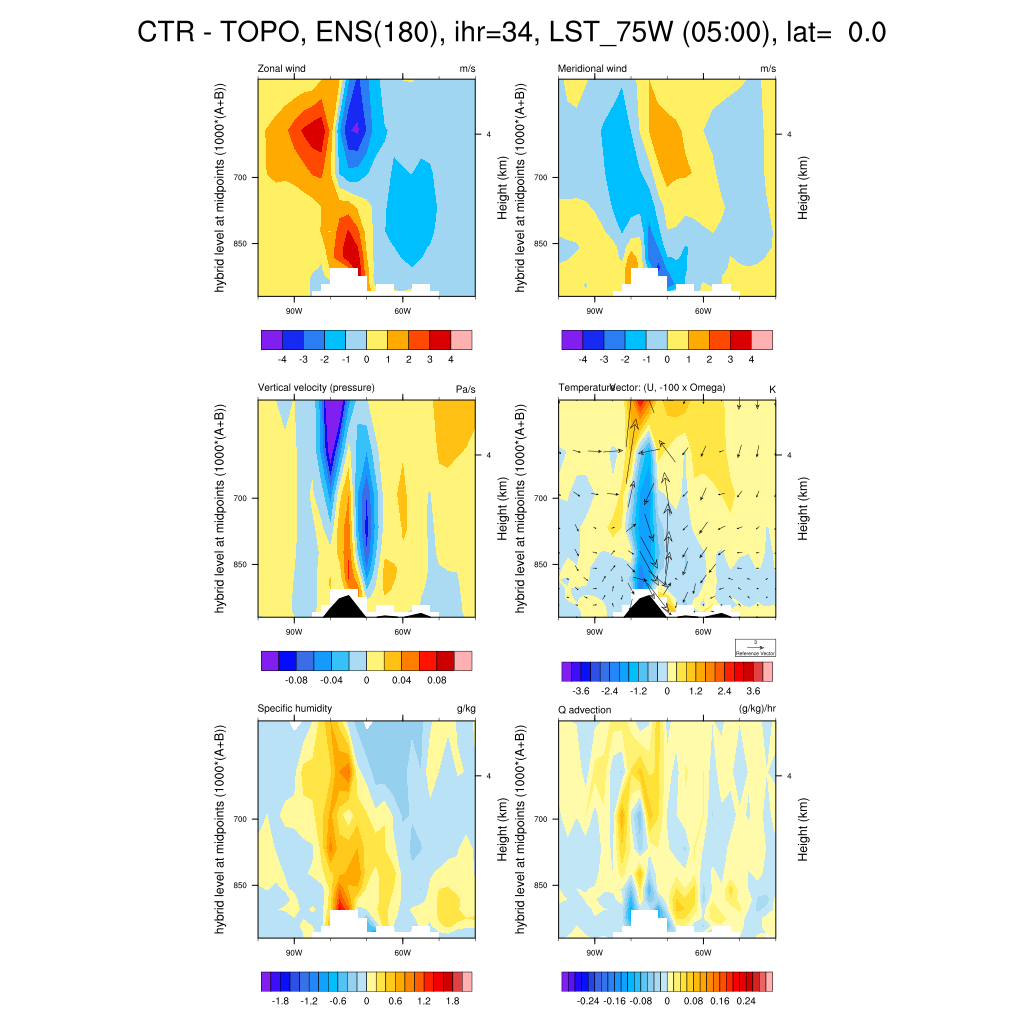 CTR - TOPO, ENS(180), ihr=34, LST_75W (05:00), lat= 0.0
Zonal wind m/s
hybrid level at midpoints (1000*(A+B))
700
850
4
Height (km)
90W 60W
-4 -3 -2 -1 0 1 2 3 4
Meridional wind m/s
hybrid level at midpoints (1000*(A+B))
700
850
4
Height (km)
90W 60W
-4 -3 -2 -1 0 1 2 3 4
Vertical velocity (pressure) Pa/s
hybrid level at midpoints (1000*(A+B))
700
850
4
Height (km)
90W 60W
-0.08 -0.04 0 0.04 0.08
Temperature Vector: (U, -100 x Omega) K
hybrid level at midpoints (1000*(A+B))
700
850
4
Height (km)
90W 60W
3
Reference Vector
-3.6 -2.4 -1.2 0 1.2 2.4 3.6
Specific humidity g/kg
hybrid level at midpoints (1000*(A+B))
700
850
4
Height (km)
90W 60W
-1.8 -1.2 -0.6 0 0.6 1.2 1.8
Q advection (g/kg)/hr
hybrid level at midpoints (1000*(A+B))
700
850
4
Height (km)
90W 60W
-0.24 -0.16 -0.08 0 0.08 0.16 0.24